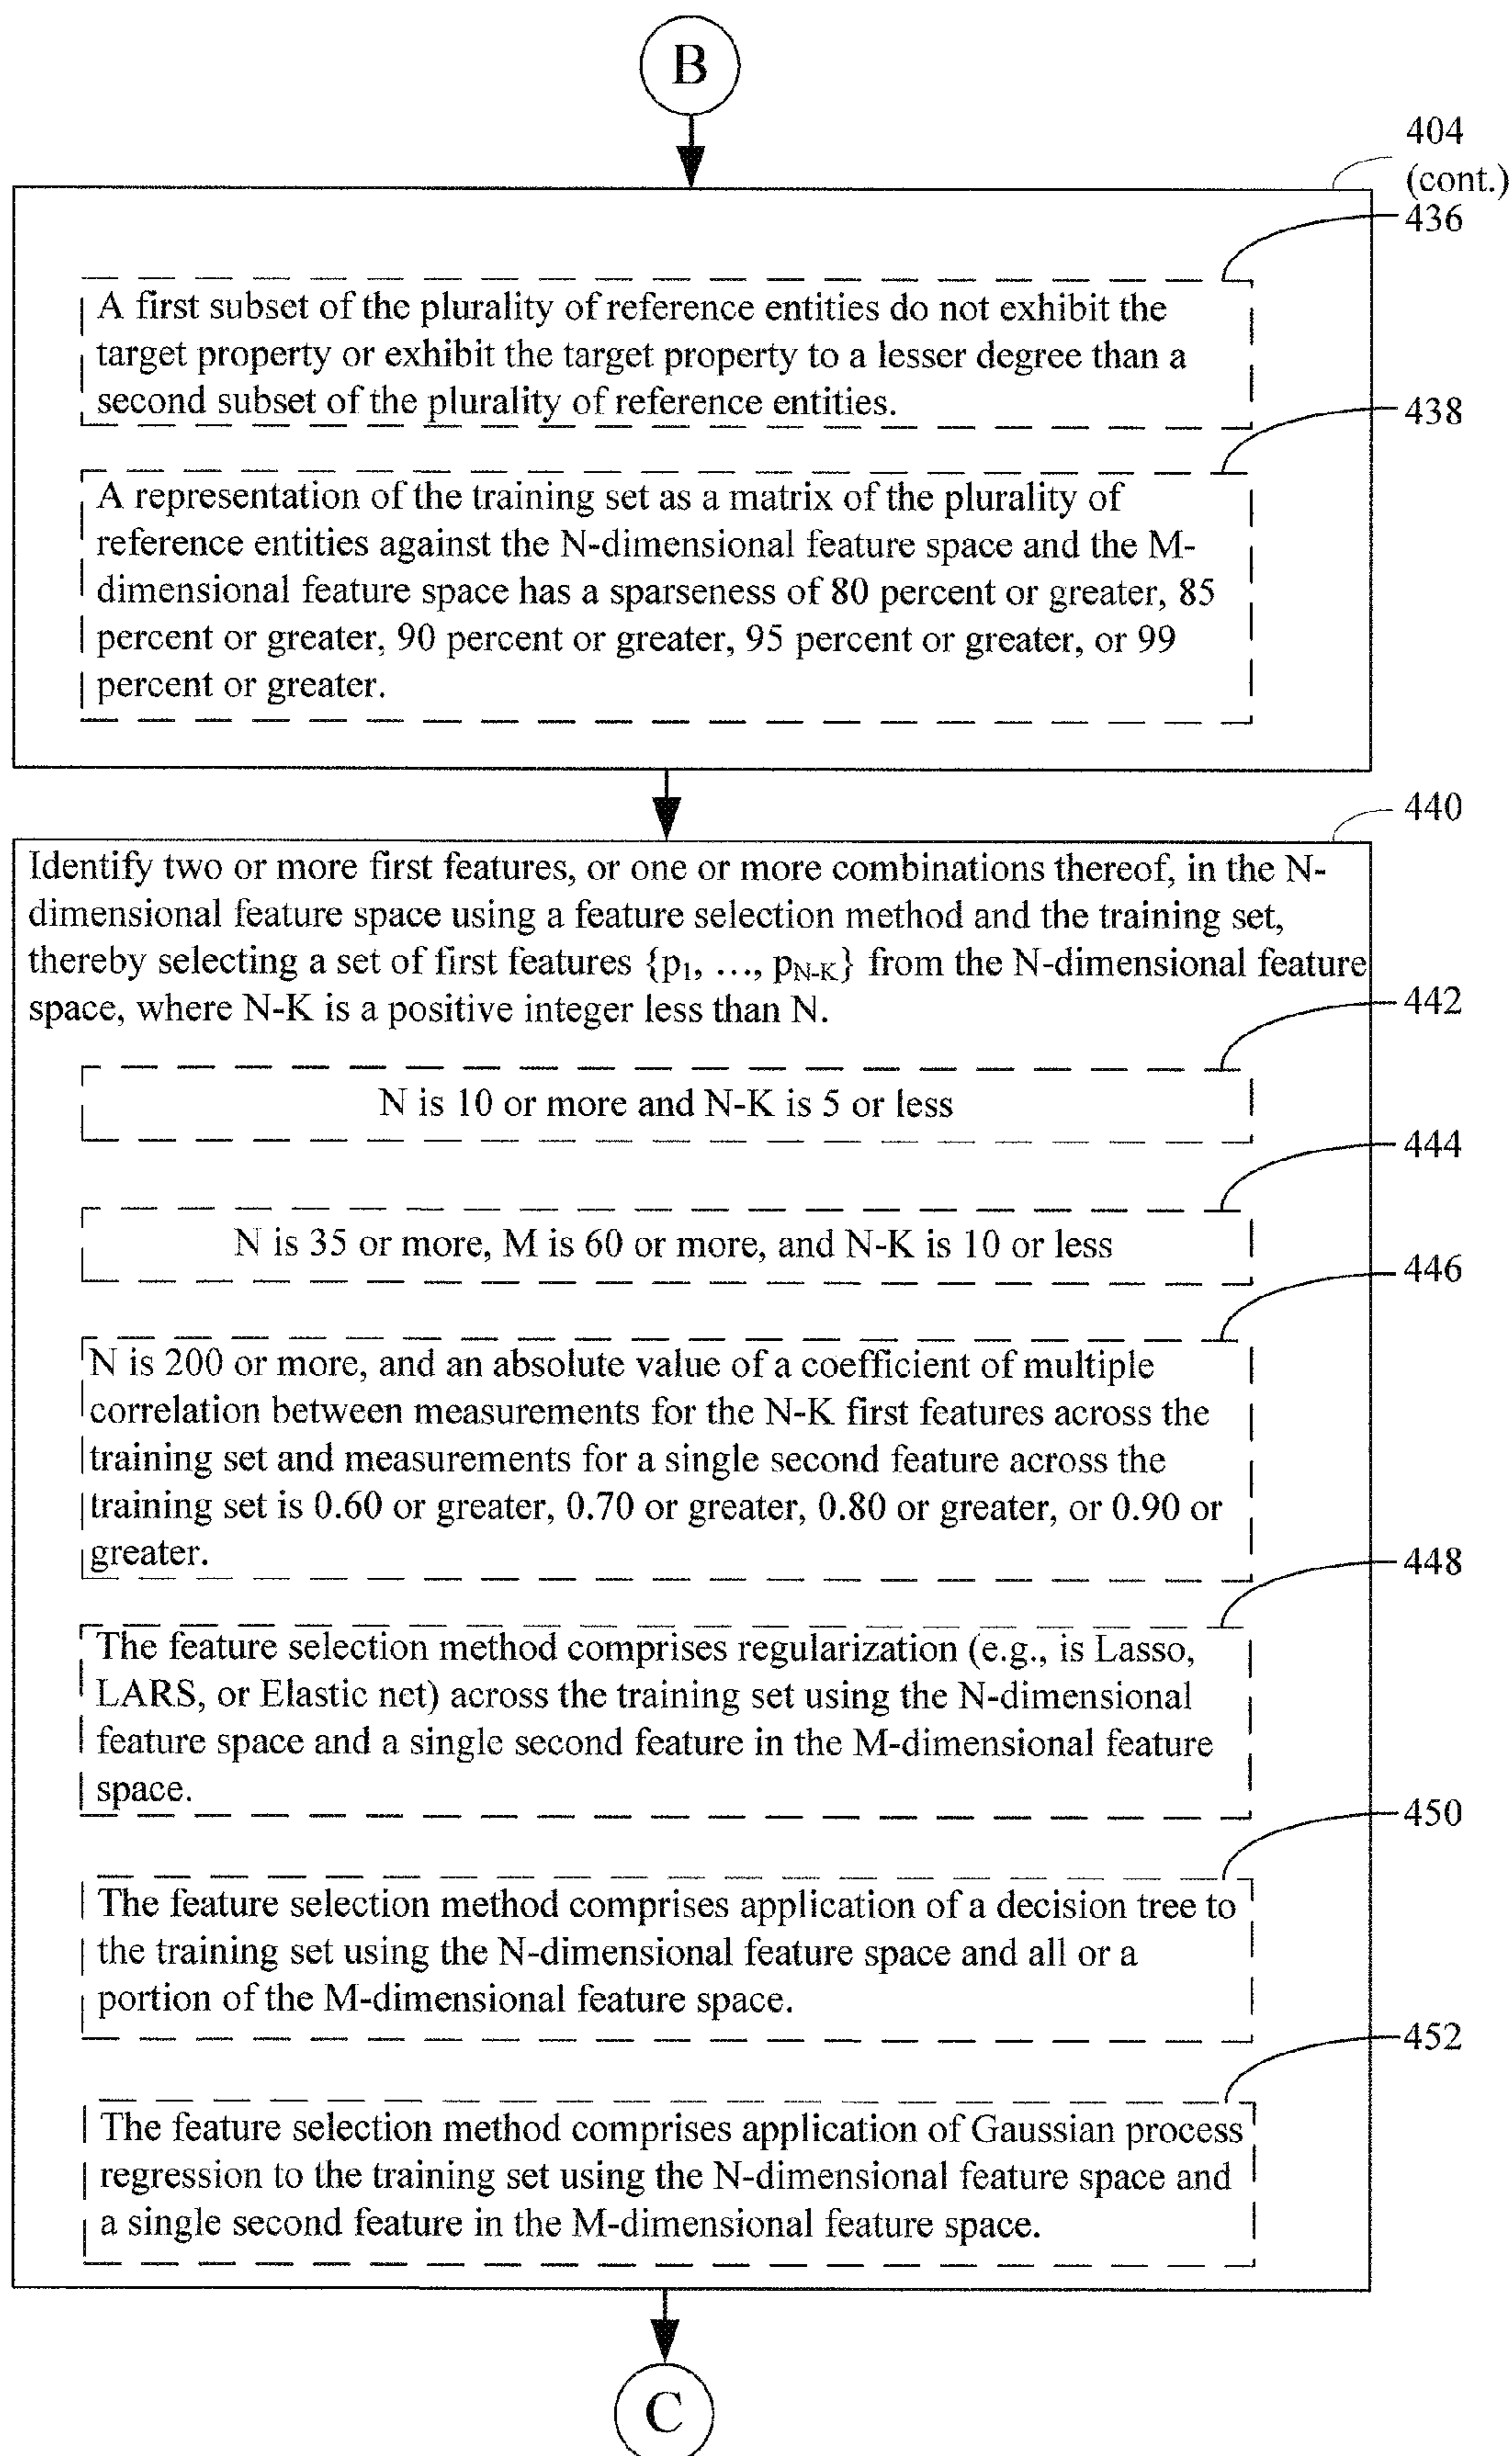 B
404
(cont.)
436
A first subset of the plurality of reference entities do not exhibit the
target property or exhibit the target property to a lesser degree than a
second subset of the plurality of reference entities.
438
A representation of the training set as a matrix of the plurality of
reference entities against the N-dimensional feature space and the M-
dimensional feature space has a sparseness of 80 percent or greater, 85
percent or greater, 90 percent or greater, 95 percent or greater, or 99
percent or greater.
440
Identify two or more first features, or one or more combinations thereof, in the N-
dimensional feature space using a feature selection method and the training set,
thereby selecting a set of first features {p1, ..., pN-K} from the N-dimensional feature
space, where N-K is a positive integer less than N.
442
N is 10 or more and N-K is 5 or less
444
N is 35 or more, M is 60 or more, and N-K is 10 or less
446
N is 200 or more, and an absolute value of a coefficient of multiple
correlation between measurements for the N-K first features across the
training set and measurements for a single second feature across the
training set is 0.60 or greater, 0.70 or greater, 0.80 or greater, or 0.90 or
greater.
448
The feature selection method comprises regularization (e.g., is Lasso,
LARS, or Elastic net) across the training set using the N-dimensional
feature space and a single second feature in the M-dimensional feature
space.
450
The feature selection method comprises application of a decision tree to
the training set using the N-dimensional feature space and all or a
portion of the M-dimensional feature space.
452
The feature selection method comprises application of Gaussian process
regression to the training set using the N-dimensional feature space and
a single second feature in the M-dimensional feature space.
C